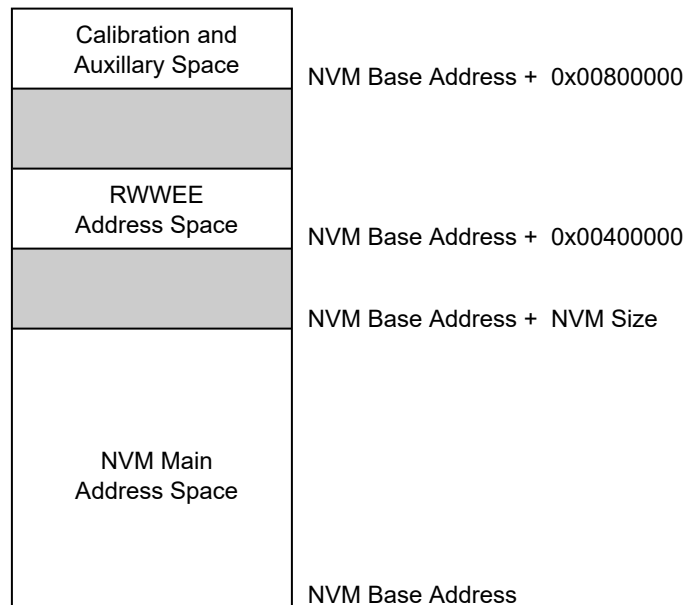 Calibration and
Auxillary Space
NVM Base Address + 0x00800000
RWWEE
Address Space
NVM Base Address + 0x00400000
NVM Base Address + NVM Size
NVM Main
Address Space
NVM Base Address